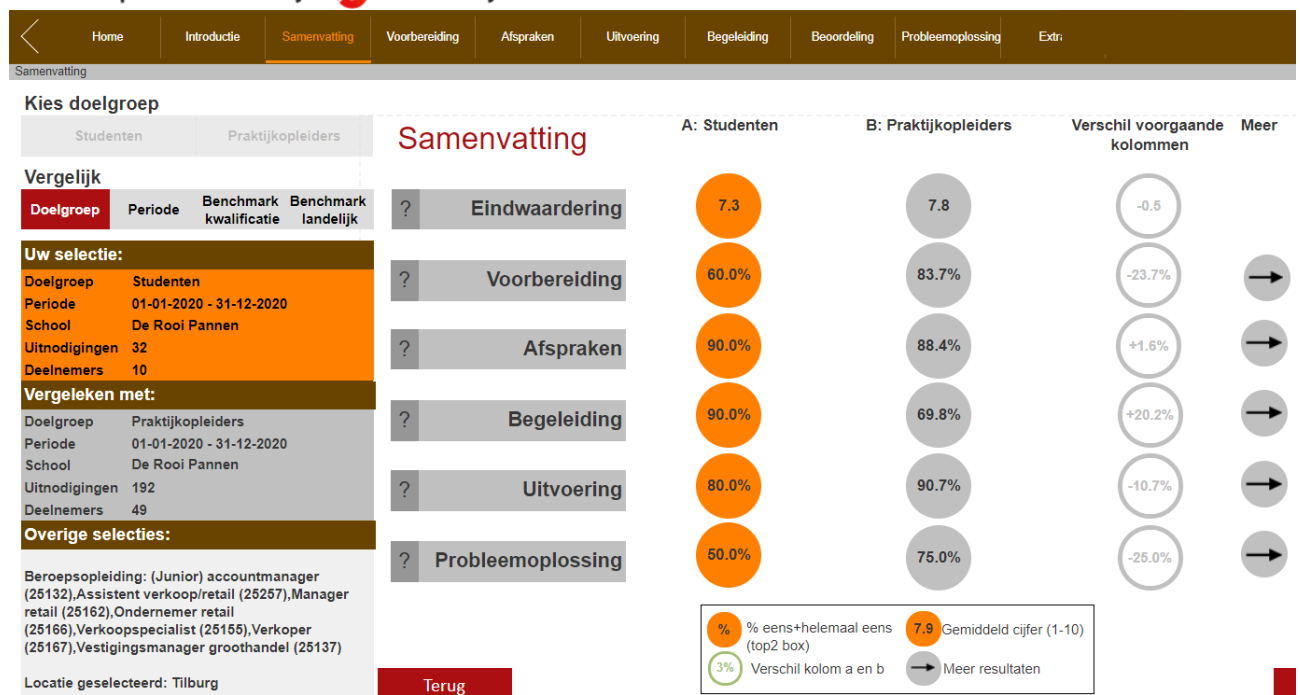 Home Introductie Samenvatting Voorbereiding Afspraken Uitvoering Begeleiding Beoordeling Probleemoplossing Extra
Samenvatting
Kies doelgroep
Studenten Praktijkopleiders
Vergelijk
Doelgroep Periode Benchmark kwalificatie Benchmark landelijk
Uw selectie:
Doelgroep Studenten
Periode 01-01-2020 - 31-12-2020
School De Rooi Pannen
Uitnodigingen 32
Deelnemers 10
Vergeleken met:
Doelgroep Praktijkopleiders
Periode 01-01-2020 - 31-12-2020
School De Rooi Pannen
Uitnodigingen 192
Deelnemers 49
Overige selecties:
Beroepsopleiding: (Junior) accountmanager
(25132),Assistent verkoop/retail (25257),Manager
retail (25162),Ondernemer retail
(25166),Verkoopspecialist (25155),Verkoper
(25167),Vestigingsmanager groothandel (25137)
Locatie geselecteerd: Tilburg
Samenvatting
A: Studenten B: Praktijkopleiders Verschil voorgaande kolommen Meer
? Eindwaardering 7.3 7.8 -0.5
? Voorbereiding 60.0% 83.7% -23.7%
? Afspraken 90.0% 88.4% +1.6%
? Begeleiding 90.0% 69.8% +20.2%
? Uitvoering 80.0% 90.7% -10.7%
? Probleemoplossing 50.0% 75.0% -25.0%
% % eens+helemaal eens
(top2 box)
7.9 Gemiddeld cijfer (1-10)
3% Verschil kolom a en b
Meer resultaten
Terug